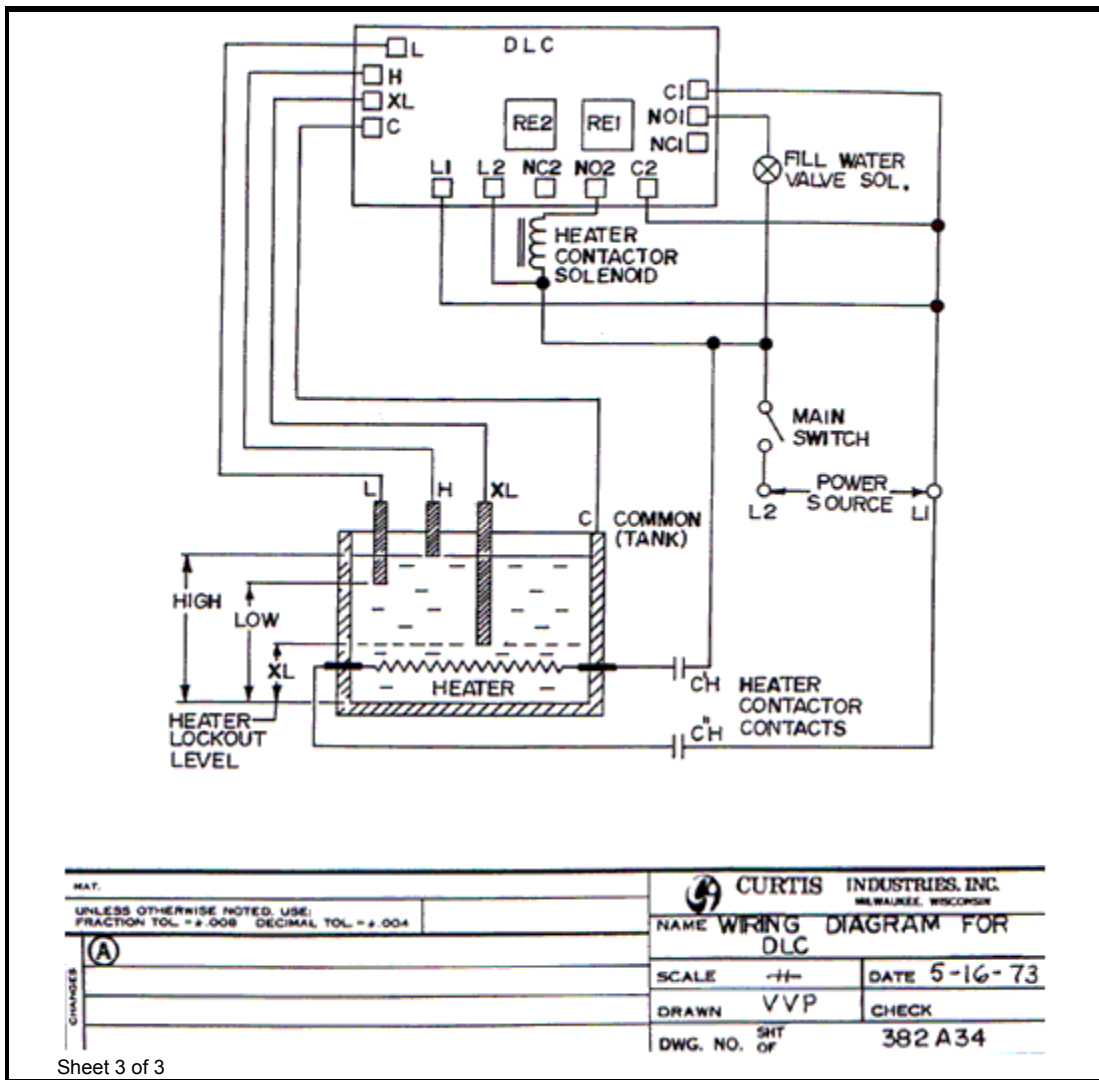 DLC
L
H
XL
C
RE2
RE1
C1
NO1
NC1
L1
L2
NC2
NO2
C2
FILL WATER
VALVE SOL.
HEATER
CONTACTOR
SOLENOID
MAIN
SWITCH
POWER
SOURCE
L2
L1
L
H
XL
C
COMMON
(TANK)
HIGH
LOW
XL
HEATER
HEATER
LOCKOUT
LEVEL
C'H
C"H
HEATER
CONTACTOR
CONTACTS
MAT.
UNLESS OTHERWISE NOTED, USE:
FRACTION TOL. = ±.008 DECIMAL TOL. = ±.004
A
CHANGES
CURTIS INDUSTRIES, INC.
MILWAUKEE, WISCONSIN
NAME WIRING DIAGRAM FOR
DLC
SCALE
DATE 5-16-73
DRAWN VVP
CHECK
DWG. NO. SHT OF 382A34
Sheet 3 of 3